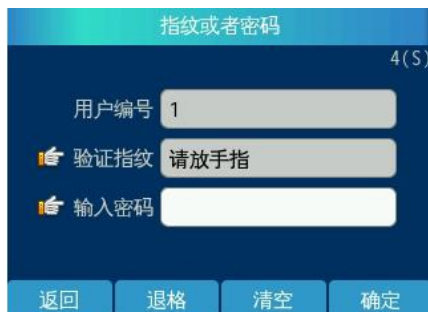 指纹或者密码
4(S)
用户编号 1
验证指纹 请放手指
输入密码
返回 退格 清空 确定